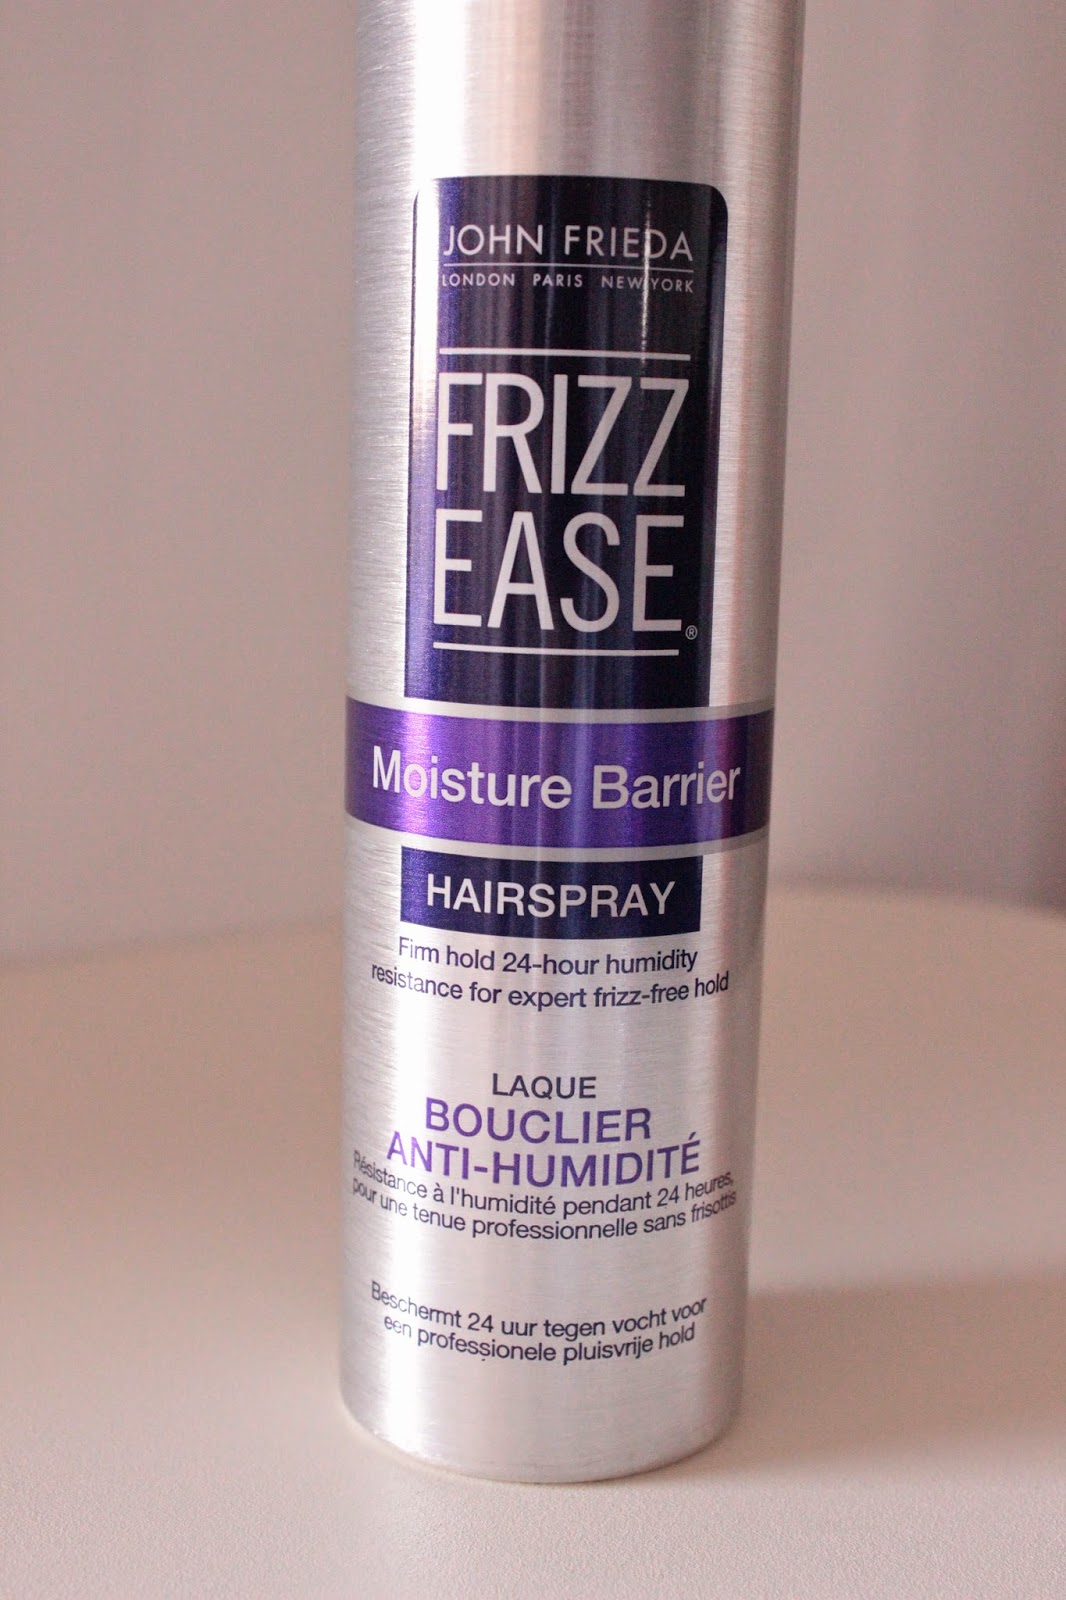 JOHN FRIEDA
LONDON PARIS NEW YORK
FRIZZ
EASE®
Moisture Barrier
HAIRSPRAY
Firm hold 24-hour humidity
resistance for expert frizz-free hold
LAQUE
BOUCLIER
ANTI-HUMIDITÉ
Résistance à l'humidité pendant 24 heures,
pour une tenue professionnelle sans frisottis
Beschermt 24 uur tegen vocht voor
een professionele pluisvrije hold